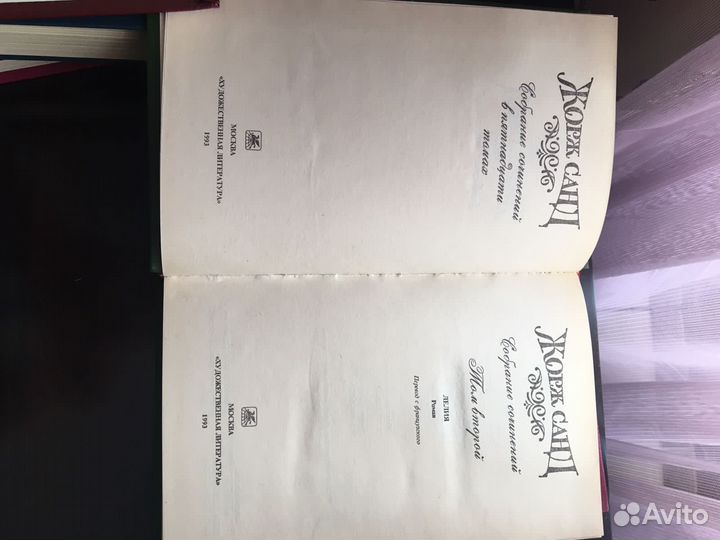 ЖОРЖ САНД
Собрание сочинений
в пятнадцати
томах
МОСКВА
«ХУДОЖЕСТВЕННАЯ ЛИТЕРАТУРА»
1993
ЖОРЖ САНД
Собрание сочинений
Том второй
ЛЕЛИЯ
Роман
Перевод с французского
МОСКВА
«ХУДОЖЕСТВЕННАЯ ЛИТЕРАТУРА»
1993
Avito